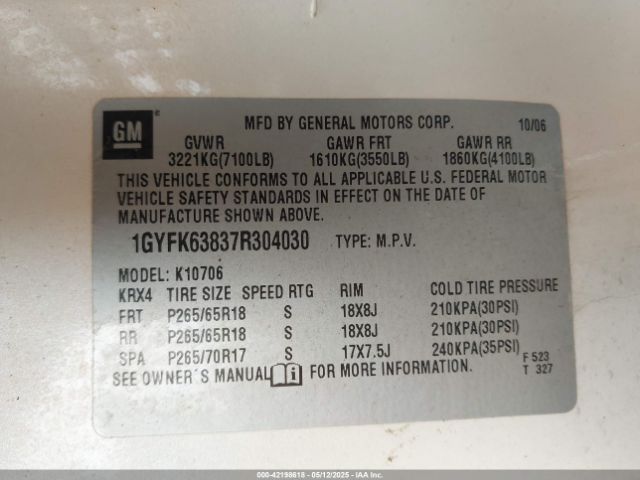 GM
MFD BY GENERAL MOTORS CORP. 10/06
GVWR GAWR FRT GAWR RR
3221KG(7100LB) 1610KG(3550LB) 1860KG(4100LB)
THIS VEHICLE CONFORMS TO ALL APPLICABLE U.S. FEDERAL MOTOR
VEHICLE SAFETY STANDARDS IN EFFECT ON THE DATE OF
MANUFACTURE SHOWN ABOVE.
1GYFK63837R304030 TYPE: M.P.V.
MODEL: K10706
KRX4 TIRE SIZE SPEED RTG RIM COLD TIRE PRESSURE
FRT P265/65R18 S 18X8J 210KPA(30PSI)
RR P265/65R18 S 18X8J 210KPA(30PSI)
SPA P265/70R17 S 17X7.5J 240KPA(35PSI) F 523
SEE OWNER'S MANUAL i FOR MORE INFORMATION. T 327
000-42198618 - 05/12/2025 - IAA Inc.